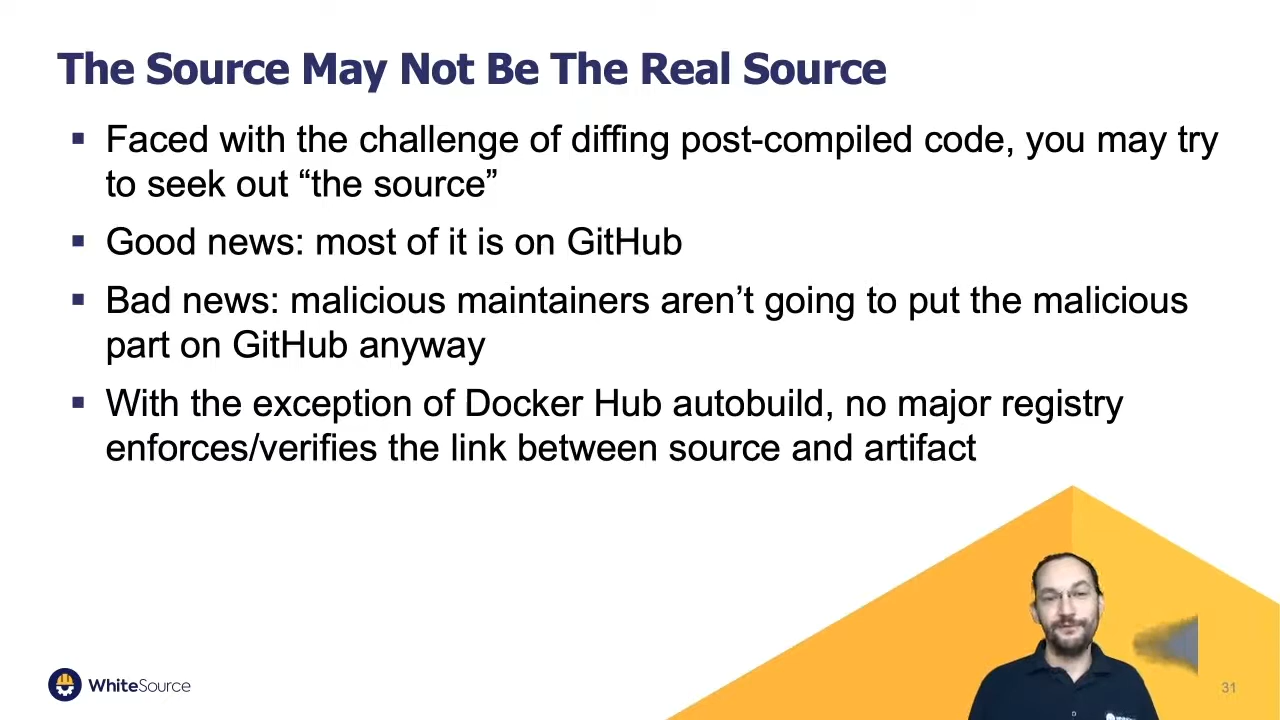 The Source May Not Be The Real Source
▪ Faced with the challenge of diffing post-compiled code, you may try
to seek out “the source”
▪ Good news: most of it is on GitHub
▪ Bad news: malicious maintainers aren’t going to put the malicious
part on GitHub anyway
▪ With the exception of Docker Hub autobuild, no major registry
enforces/verifies the link between source and artifact
WhiteSource
31